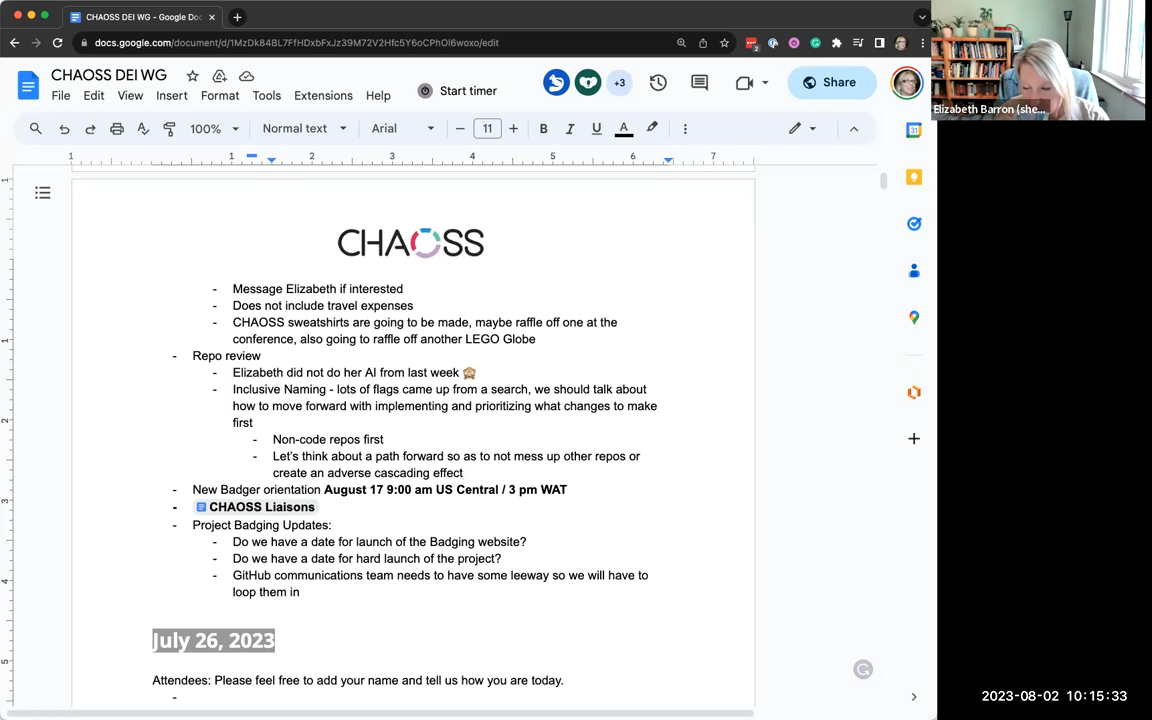 CHAOSS DEI WG - Google Doc
docs.google.com/document/d/1MzDk84BL7FfHDxbFxJz39M72V2Hfc5Y6oCPhOl6woxo/edit
CHAOSS DEI WG
File Edit View Insert Format Tools Extensions Help
Start timer
+3
Share
100% Normal text Arial 11
1 1 2 3 4 5 6 7
CHAOSS
- Message Elizabeth if interested
- Does not include travel expenses
- CHAOSS sweatshirts are going to be made, maybe raffle off one at the
conference, also going to raffle off another LEGO Globe
- Repo review
- Elizabeth did not do her AI from last week 🙈
- Inclusive Naming - lots of flags came up from a search, we should talk about
how to move forward with implementing and prioritizing what changes to make
first
- Non-code repos first
- Let's think about a path forward so as to not mess up other repos or
create an adverse cascading effect
- New Badger orientation August 17 9:00 am US Central / 3 pm WAT
- CHAOSS Liaisons
- Project Badging Updates:
- Do we have a date for launch of the Badging website?
- Do we have a date for hard launch of the project?
- GitHub communications team needs to have some leeway so we will have to
loop them in
July 26, 2023
Attendees: Please feel free to add your name and tell us how you are today.
-
Elizabeth Barron (she...
2023-08-02 10:15:33